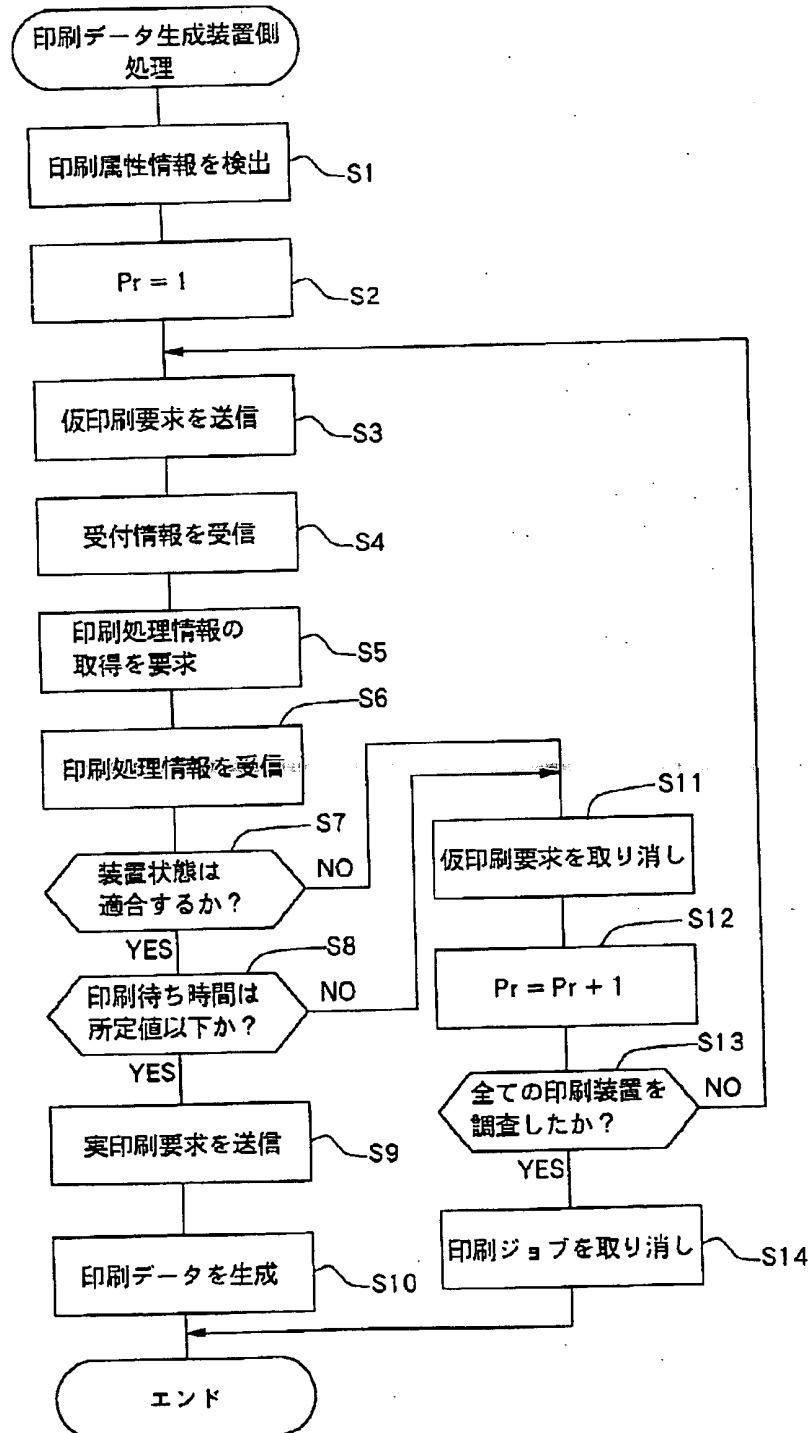 印刷データ生成装置側
処理
印刷属性情報を検出
S1
Pr = 1
S2
仮印刷要求を送信
S3
受付情報を受信
S4
印刷処理情報の
取得を要求
S5
S6
印刷処理情報を受信
S7
装置状態は
適合するか?
NO
YES
S8
印刷待ち時間は
所定値以下か?
NO
YES
実印刷要求を送信
S9
印刷データを生成
S10
S11
仮印刷要求を取り消し
S12
Pr = Pr + 1
S13
全ての印刷装置を
調査したか?
NO
YES
印刷ジョブを取り消し
S14
エンド